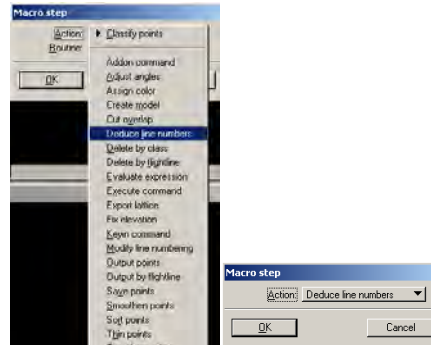 Macro step
Action: Classify points
Routine:
OK
Addon command
Adjust angles
Assign color
Create model
Cut overlap
Deduce line numbers
Delete by class
Delete by flightline
Evaluate expression
Execute command
Export lattice
Fix elevation
Keyin command
Modify line numbering
Output points
Output by flightline
Save points
Smoothen points
Sort points
Thin points
Macro step
Action: Deduce line numbers
OK Cancel